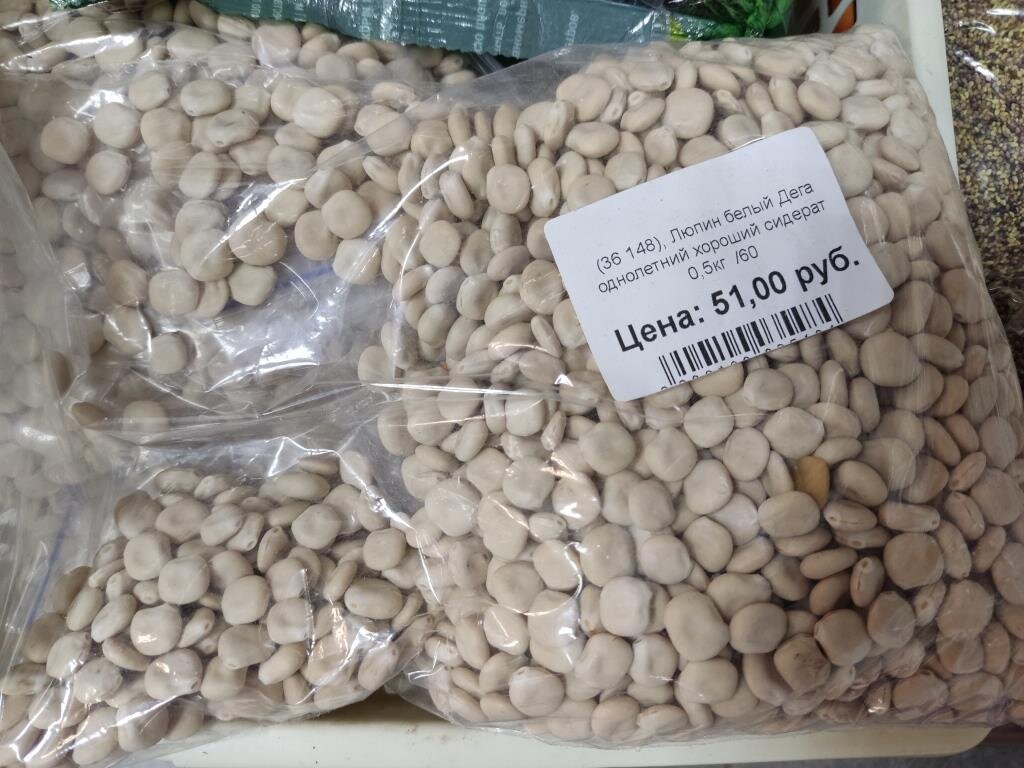 (36 148), Люпин белый Дега
однолетний хороший сидерат
0,5кг /60
Цена: 51,00 руб.